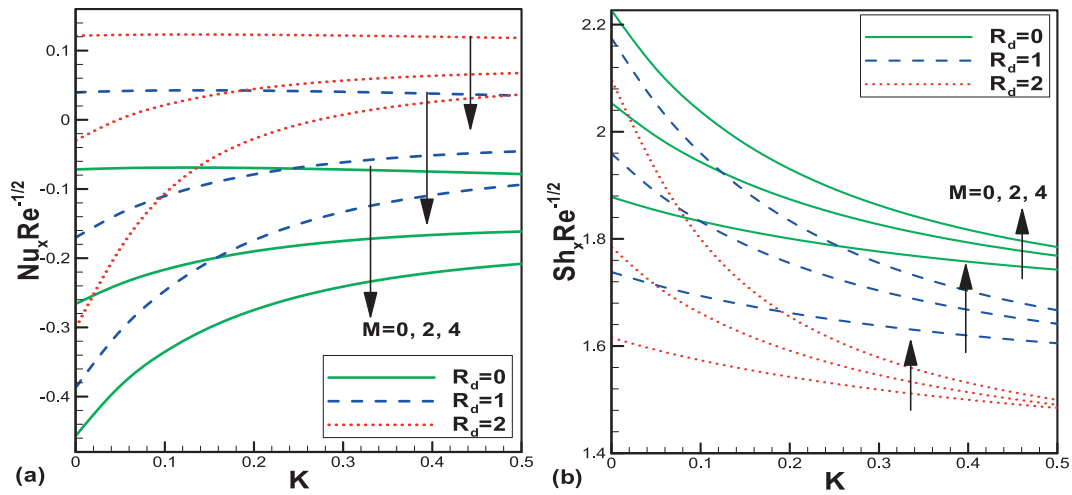 0.1
0
-0.1
-0.2
-0.3
-0.4
Nu_xRe^-1/2
M=0, 2, 4
R_d=0
R_d=1
R_d=2
0 0.1 0.2 0.3 0.4 0.5
(a)
K
2.2
2
1.8
1.6
1.4
Sh_xRe^-1/2
R_d=0
R_d=1
R_d=2
M=0, 2, 4
0 0.1 0.2 0.3 0.4 0.5
(b)
K